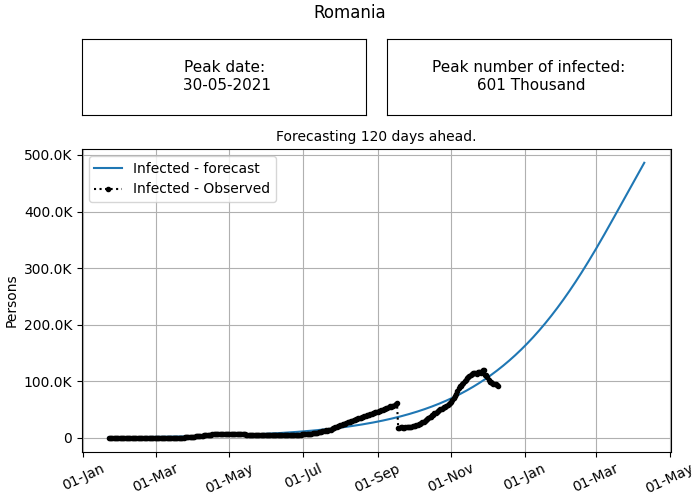 Romania
Peak date:
30-05-2021
Peak number of infected:
601 Thousand
Forecasting 120 days ahead.
Infected - forecast
Infected - Observed
Persons
500.0K
400.0K
300.0K
200.0K
100.0K
0
01-Jan
01-Mar
01-May
01-Jul
01-Sep
01-Nov
01-Jan
01-Mar
01-May